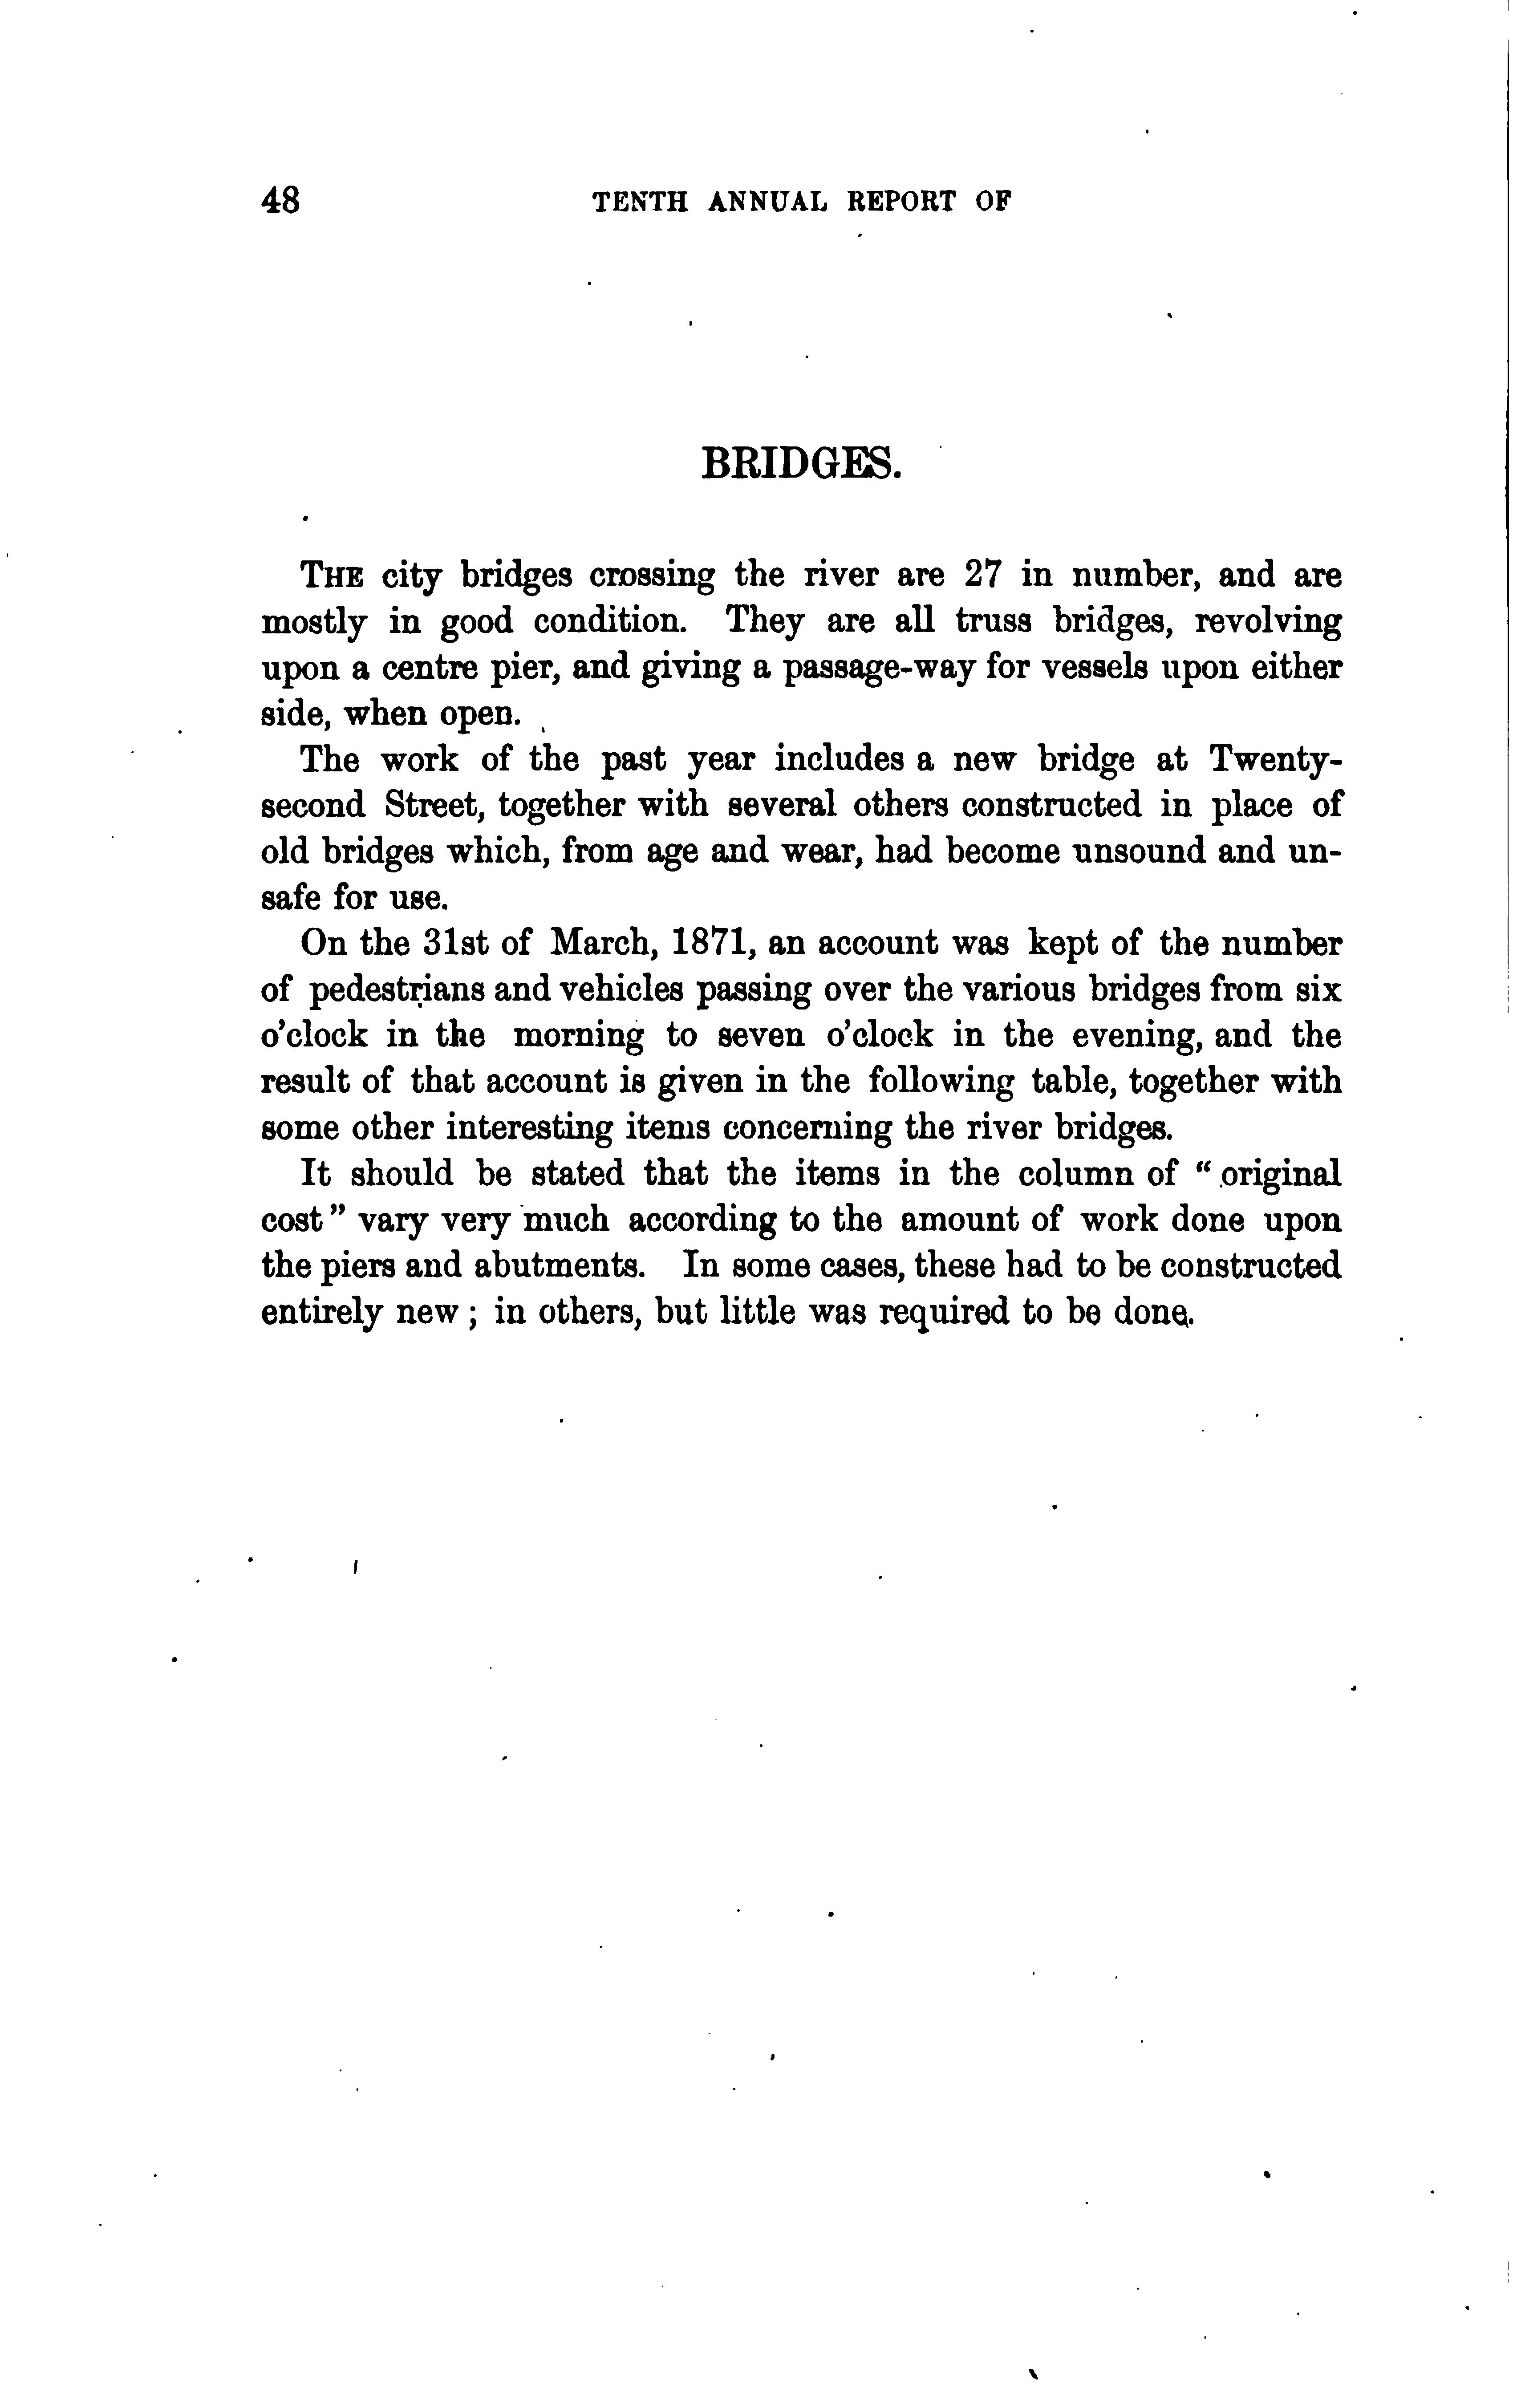 48 TENTH ANNUAL REPORT OF
BRIDGES.
THE city bridges crossing the river are 27 in number, and are
mostly in good condition. They are all truss bridges, revolving
upon a centre pier, and giving a passage-way for vessels upon either
side, when open.
The work of the past year includes a new bridge at Twenty-
second Street, together with several others constructed in place of
old bridges which, from age and wear, had become unsound and un-
safe for use.
On the 31st of March, 1871, an account was kept of the number
of pedestrians and vehicles passing over the various bridges from six
o'clock in the morning to seven o'clock in the evening, and the
result of that account is given in the following table, together with
some other interesting items concerning the river bridges.
It should be stated that the items in the column of " original
cost " vary very much according to the amount of work done upon
the piers and abutments. In some cases, these had to be constructed
entirely new ; in others, but little was required to be done.